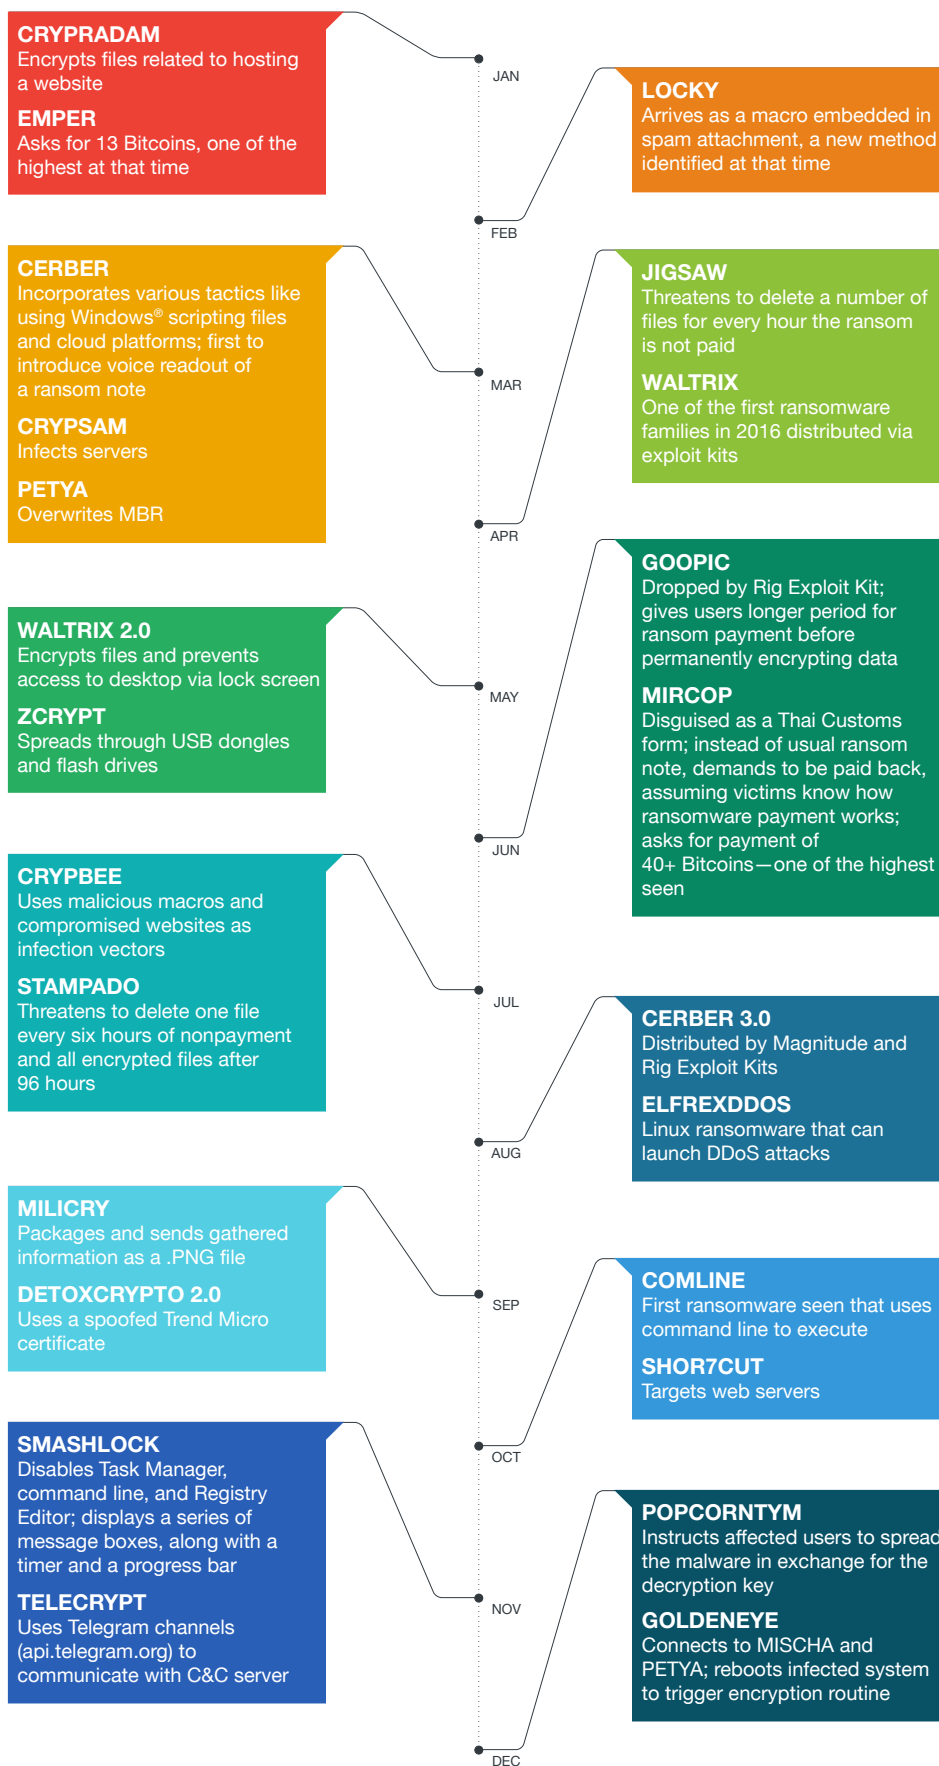 CRYPRADAM
Encrypts files related to hosting
a website
EMPER
Asks for 13 Bitcoins, one of the
highest at that time
JAN
LOCKY
Arrives as a macro embedded in
spam attachment, a new method
identified at that time
FEB
CERBER
Incorporates various tactics like
using Windows® scripting files
and cloud platforms; first to
introduce voice readout of
a ransom note
CRYPSAM
Infects servers
PETYA
Overwrites MBR
MAR
JIGSAW
Threatens to delete a number of
files for every hour the ransom
is not paid
WALTRIX
One of the first ransomware
families in 2016 distributed via
exploit kits
APR
WALTRIX 2.0
Encrypts files and prevents
access to desktop via lock screen
ZCRYPT
Spreads through USB dongles
and flash drives
MAY
GOOPIC
Dropped by Rig Exploit Kit;
gives users longer period for
ransom payment before
permanently encrypting data
MIRCOP
Disguised as a Thai Customs
form; instead of usual ransom
note, demands to be paid back,
assuming victims know how
ransomware payment works;
asks for payment of
40+ Bitcoins—one of the highest
seen
JUN
CRYPBEE
Uses malicious macros and
compromised websites as
infection vectors
STAMPADO
Threatens to delete one file
every six hours of nonpayment
and all encrypted files after
96 hours
JUL
CERBER 3.0
Distributed by Magnitude and
Rig Exploit Kits
ELFREXDDOS
Linux ransomware that can
launch DDoS attacks
AUG
MILICRY
Packages and sends gathered
information as a .PNG file
DETOXCRYPTO 2.0
Uses a spoofed Trend Micro
certificate
SEP
COMLINE
First ransomware seen that uses
command line to execute
SHOR7CUT
Targets web servers
OCT
SMASHLOCK
Disables Task Manager,
command line, and Registry
Editor; displays a series of
message boxes, along with a
timer and a progress bar
TELECRYPT
Uses Telegram channels
(api.telegram.org) to
communicate with C&C server
NOV
POPCORNTYM
Instructs affected users to spread
the malware in exchange for the
decryption key
GOLDENEYE
Connects to MISCHA and
PETYA; reboots infected system
to trigger encryption routine
DEC